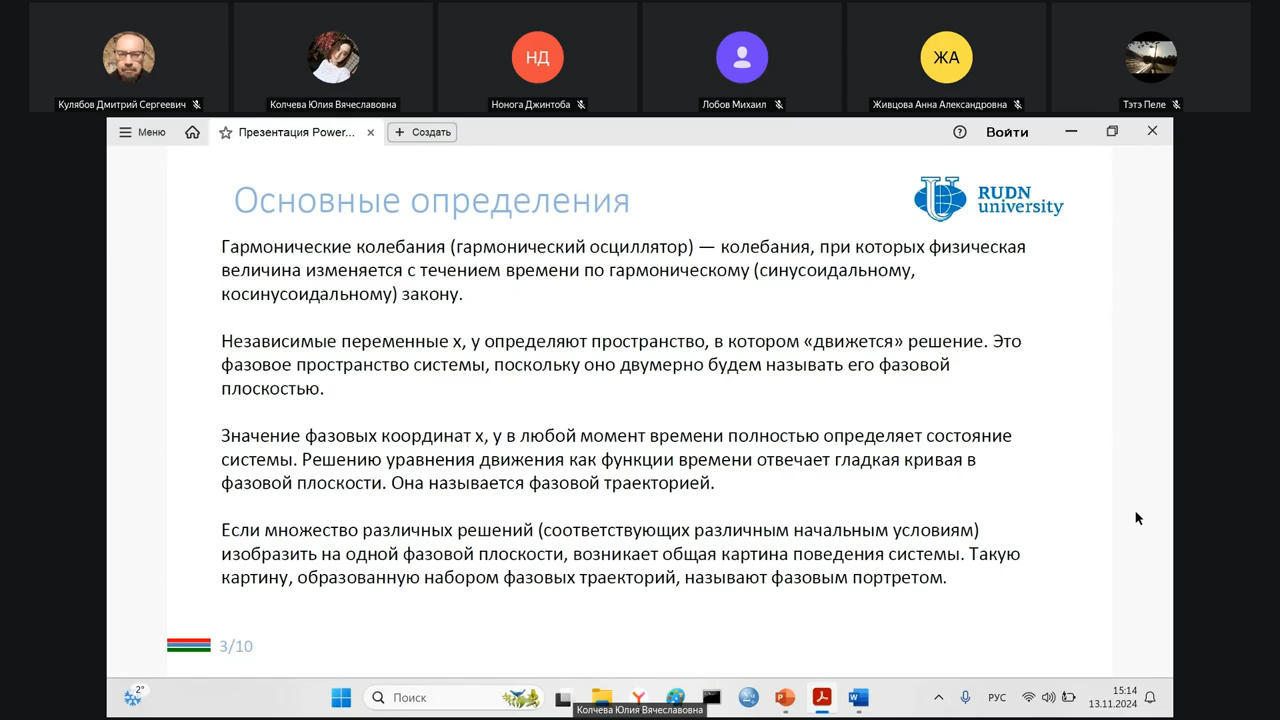 НД
ЖА
Кулябов Дмитрий Сергеевич
Колчева Юлия Вячеславовна
Нонога Джинтоба
Лобов Михаил
Живцова Анна Александровна
Тэтэ Пеле
Меню
Презентация Power...
Создать
Войти
Основные определения
RUDN
university
Гармонические колебания (гармонический осциллятор) — колебания, при которых физическая
величина изменяется с течением времени по гармоническому (синусоидальному,
косинусоидальному) закону.
Независимые переменные x, y определяют пространство, в котором «движется» решение. Это
фазовое пространство системы, поскольку оно двумерно будем называть его фазовой
плоскостью.
Значение фазовых координат x, y в любой момент времени полностью определяет состояние
системы. Решению уравнения движения как функции времени отвечает гладкая кривая в
фазовой плоскости. Она называется фазовой траекторией.
Если множество различных решений (соответствующих различным начальным условиям)
изобразить на одной фазовой плоскости, возникает общая картина поведения системы. Такую
картину, образованную набором фазовых траекторий, называют фазовым портретом.
3/10
2°
Поиск
РУС
15:14
13.11.2024
Колчева Юлия Вячеславовна